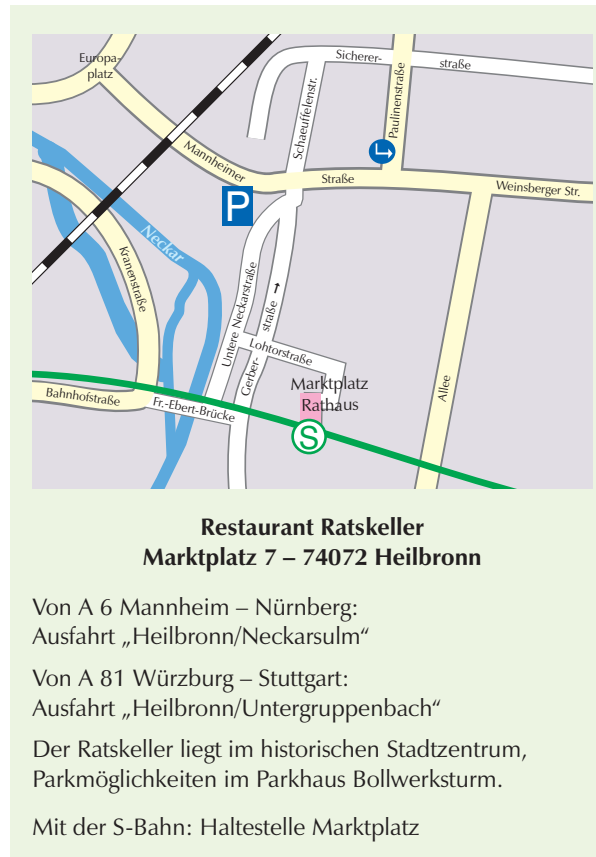 Europa-
platz
Sicherer-
straße
Schaeuffelenstr.
Paulinenstraße
Mannheimer
Straße
Weinsberger Str.
P
Neckar
Kranenstraße
Untere Neckarstraße
Gerber-
straße →
Lohtorstraße
Marktplatz
Rathaus
Allee
Bahnhofstraße
Fr.-Ebert-Brücke
S
Restaurant Ratskeller
Marktplatz 7 – 74072 Heilbronn
Von A 6 Mannheim – Nürnberg:
Ausfahrt „Heilbronn/Neckarsulm“
Von A 81 Würzburg – Stuttgart:
Ausfahrt „Heilbronn/Untergruppenbach“
Der Ratskeller liegt im historischen Stadtzentrum,
Parkmöglichkeiten im Parkhaus Bollwerksturm.
Mit der S-Bahn: Haltestelle Marktplatz